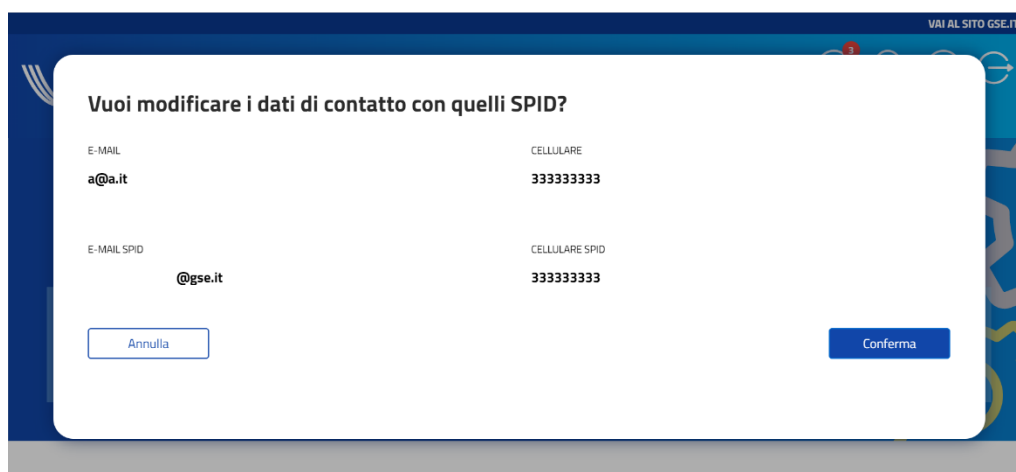 VAI AL SITO GSE.IT
3
Vuoi modificare i dati di contatto con quelli SPID?
E-MAIL
CELLULARE
a@a.it
333333333
E-MAIL SPID
CELLULARE SPID
@gse.it
333333333
Annulla
Conferma